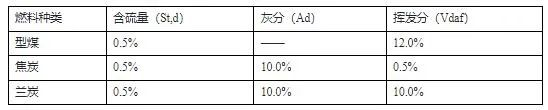 燃料种类 含硫量（St,d） 灰分（Ad） 挥发分（Vdaf）
型煤 0.5% —— 12.0%
焦炭 0.5% 10.0% 0.5%
兰炭 0.5% 10.0% 10.0%